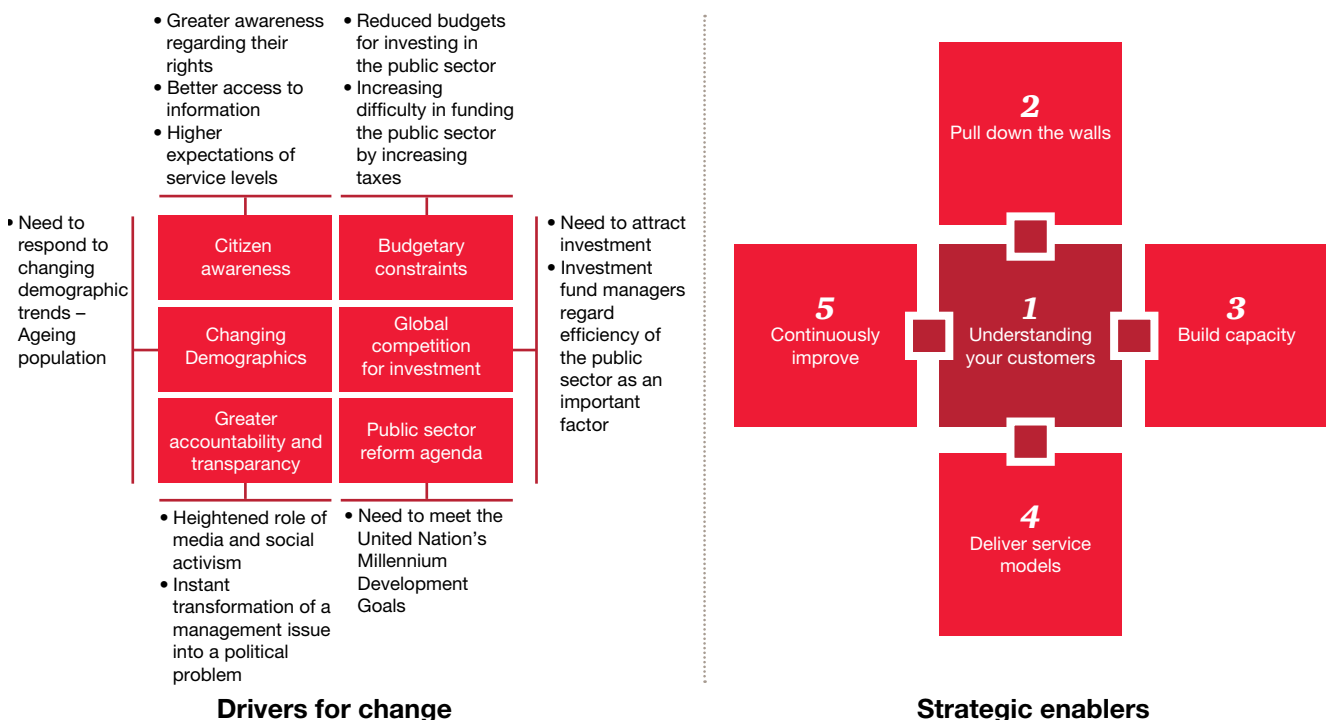 • Greater awareness
regarding their
rights
• Better access to
information
• Higher
expectations of
service levels
• Reduced budgets
for investing in
the public sector
• Increasing
difficulty in funding
the public sector
by increasing
taxes
• Need to
respond to
changing
demographic
trends –
Ageing
population
Citizen
awareness
Budgetary
constraints
Changing
Demographics
Global
competition
for investment
Greater
accountability and
transparancy
Public sector
reform agenda
• Need to attract
investment
• Investment
fund managers
regard
efficiency of
the public
sector as an
important
factor
• Heightened role of
media and social
activism
• Instant
transformation of a
management issue
into a political
problem
• Need to meet the
United Nation's
Millennium
Development
Goals
Drivers for change
2
Pull down the walls
5
Continuously
improve
1
Understanding
your customers
3
Build capacity
4
Deliver service
models
Strategic enablers